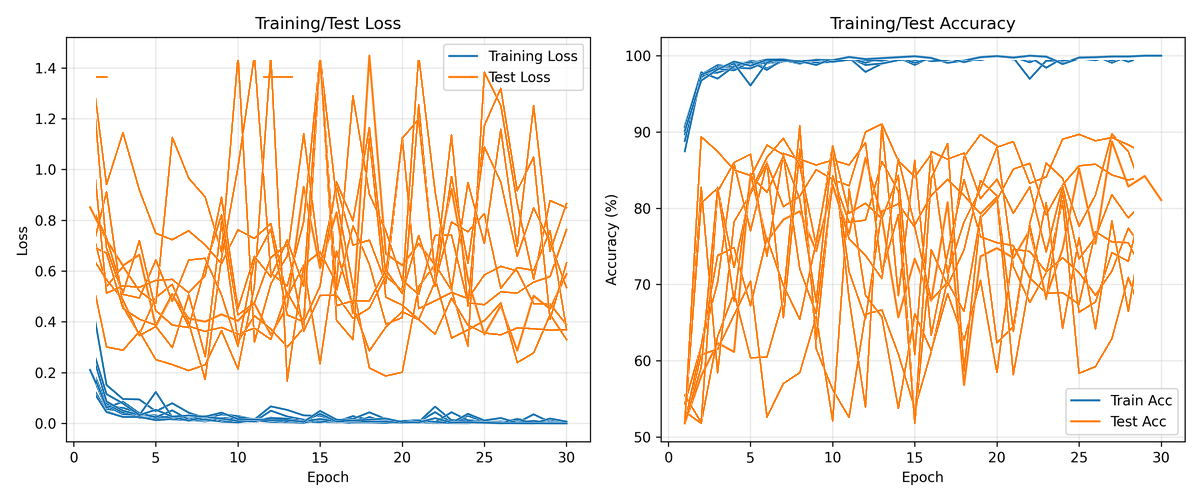 Training/Test Loss
Loss
1.4
1.2
1.0
0.8
0.6
0.4
0.2
0.0
0
5
10
15
20
25
30
Epoch
Training Loss
Test Loss
Training/Test Accuracy
Accuracy (%)
100
90
80
70
60
50
0
5
10
15
20
25
30
Epoch
Train Acc
Test Acc